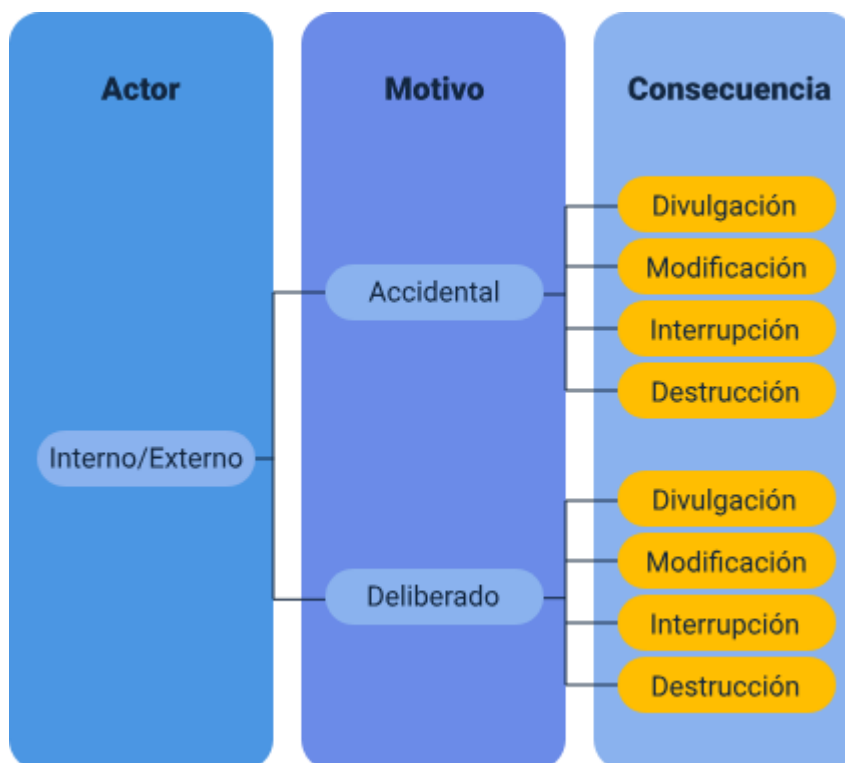 Actor
Motivo
Consecuencia
Divulgación
Modificación
Accidental
Interrupción
Destrucción
Interno/Externo
Divulgación
Modificación
Deliberado
Interrupción
Destrucción